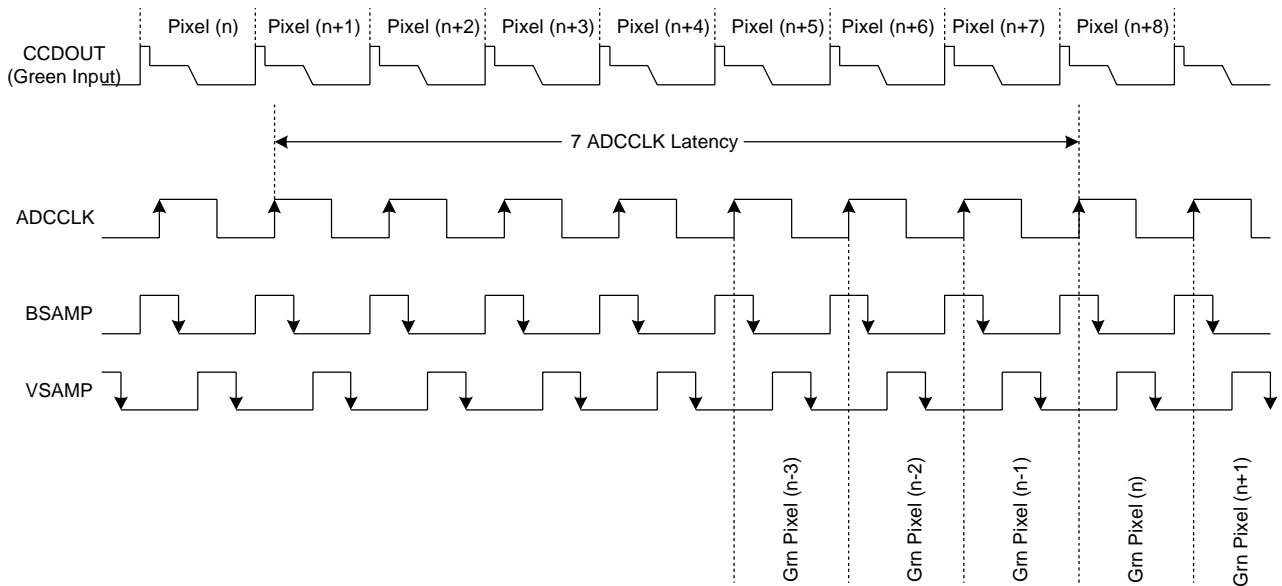 Pixel (n)
Pixel (n+1)
Pixel (n+2)
Pixel (n+3)
Pixel (n+4)
Pixel (n+5)
Pixel (n+6)
Pixel (n+7)
Pixel (n+8)
CCDOUT
(Green Input)
7 ADCCLK Latency
ADCCLK
BSAMP
VSAMP
Grn Pixel (n-3)
Grn Pixel (n-2)
Grn Pixel (n-1)
Grn Pixel (n)
Grn Pixel (n+1)